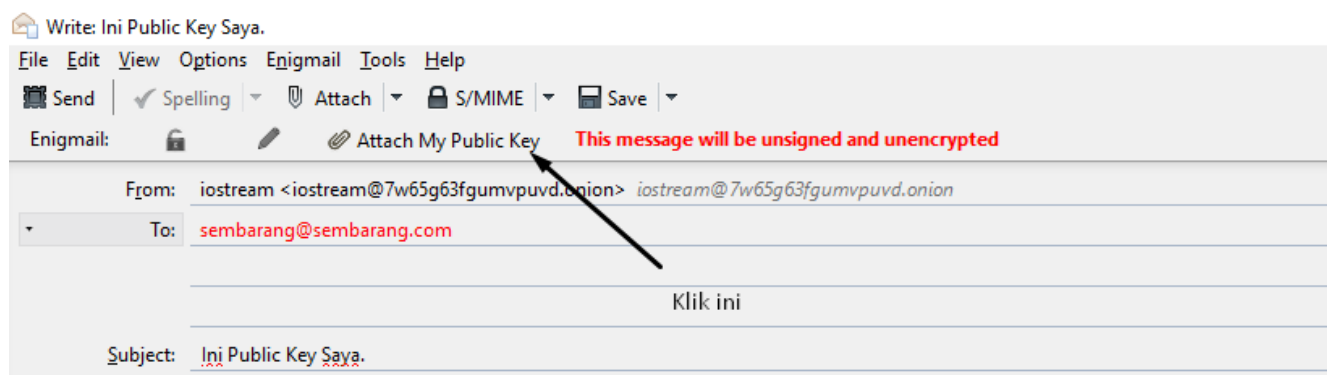 Write: Ini Public Key Saya.
File Edit View Options Enigmail Tools Help
Send Spelling Attach S/MIME Save
Enigmail: Attach My Public Key This message will be unsigned and unencrypted
From: iostream <iostream@7w65g63fgumvpuvd.onion> iostream@7w65g63fgumvpuvd.onion
To: sembarang@sembarang.com
Klik ini
Subject: Ini Public Key Saya.